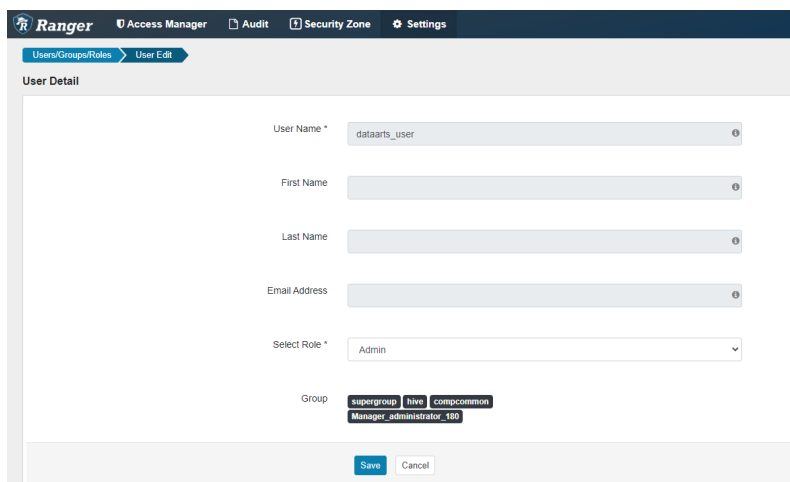 Ranger Access Manager Audit Security Zone Settings
Users/Groups/Roles User Edit
User Detail
User Name *
dataarts_user
First Name
Last Name
Email Address
Select Role *
Admin
Group
supergroup hive compcommon
Manager_administrator_180
Save Cancel